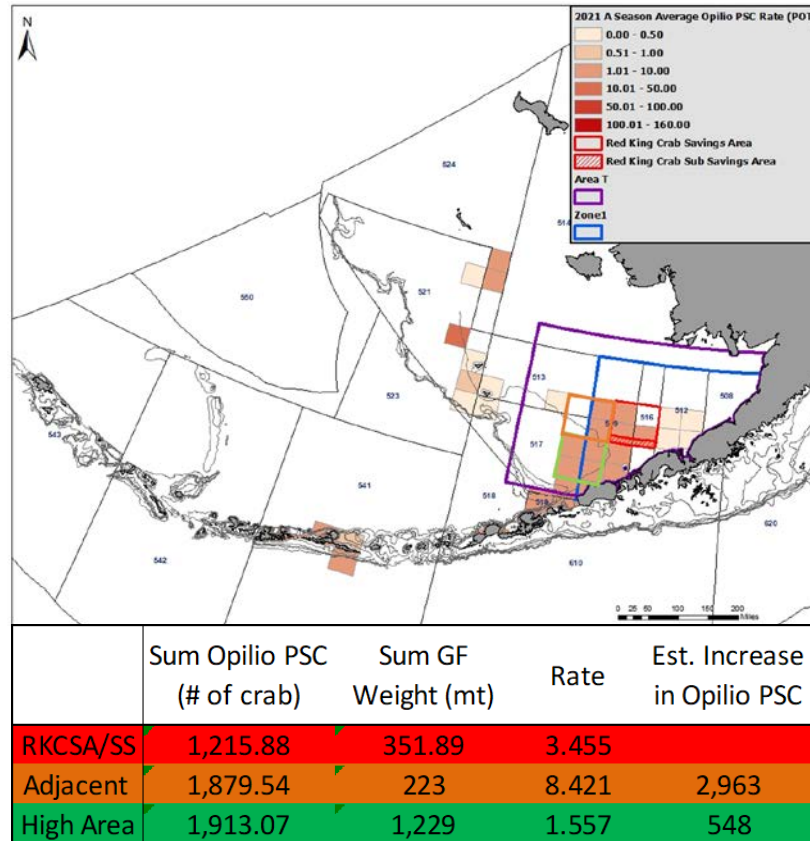 N
2021 A Season Average Opilio PSC Rate (POT
0.00 - 0.50
0.51 - 1.00
1.01 - 10.00
10.01 - 50.00
50.01 - 100.00
100.01 - 160.00
Red King Crab Savings Area
Red King Crab Sub Savings Area
Area T
Zone1
524
514
521
550
513
508
516
512
523
517
543
541
518
519
620
542
610
0 25 50 100 150 200
Miles
Sum Opilio PSC (# of crab)
Sum GF Weight (mt)
Rate
Est. Increase in Opilio PSC
RKCSA/SS 1,215.88 351.89 3.455
Adjacent 1,879.54 223 8.421 2,963
High Area 1,913.07 1,229 1.557 548